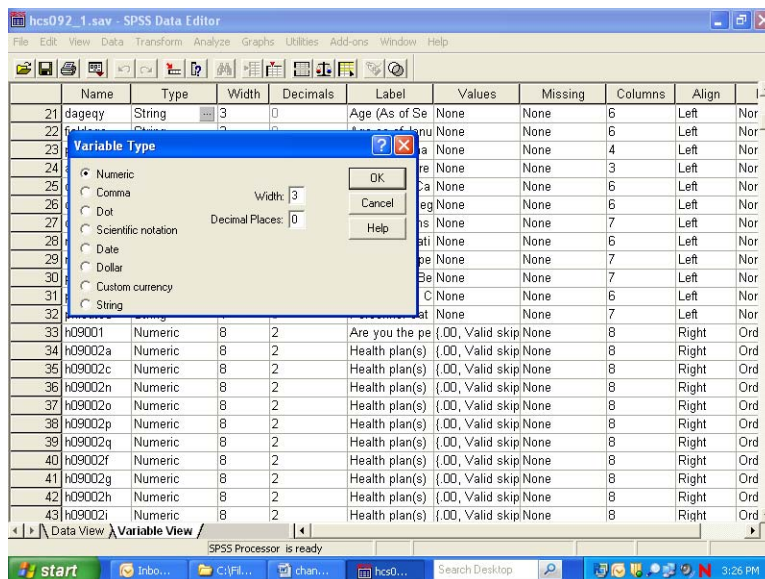 hcs092_1.sav - SPSS Data Editor
File Edit View Data Transform Analyze Graphs Utilities Add-ons Window Help
Name Type Width Decimals Label Values Missing Columns Align
21 dageqy String ... 3 0 Age (As of Se None None 6 Left Nor
22 None None 6 Left Nor
23 None None 4 Left Nor
24 re None None 3 Left Nor
25 Ca None None 6 Left Nor
26 eg None None 6 Left Nor
27 ns None None 7 Left Nor
28 ati None None 6 Left Nor
29 pe None None 7 Left Nor
30 Be None None 7 Left Nor
31 C None None 6 Left Nor
32 None None 7 Left Nor
Variable Type
Numeric
Comma
Dot
Scientific notation
Date
Dollar
Custom currency
String
Width: 3
Decimal Places: 0
OK
Cancel
Help
33 h09001 Numeric 8 2 Are you the pe {.00, Valid skip None 8 Right Ord
34 h09002a Numeric 8 2 Health plan(s) {.00, Valid skip None 8 Right Ord
35 h09002c Numeric 8 2 Health plan(s) {.00, Valid skip None 8 Right Ord
36 h09002n Numeric 8 2 Health plan(s) {.00, Valid skip None 8 Right Ord
37 h09002o Numeric 8 2 Health plan(s) {.00, Valid skip None 8 Right Ord
38 h09002p Numeric 8 2 Health plan(s) {.00, Valid skip None 8 Right Ord
39 h09002q Numeric 8 2 Health plan(s) {.00, Valid skip None 8 Right Ord
40 h09002f Numeric 8 2 Health plan(s) {.00, Valid skip None 8 Right Ord
41 h09002g Numeric 8 2 Health plan(s) {.00, Valid skip None 8 Right Ord
42 h09002h Numeric 8 2 Health plan(s) {.00, Valid skip None 8 Right Ord
43 h09002i Numeric 8 2 Health plan(s) {.00, Valid skip None 8 Right Ord
Data View Variable View
SPSS Processor is ready
start Inbo... C:\Fil... chan... hcs0... Search Desktop N 3:26 PM